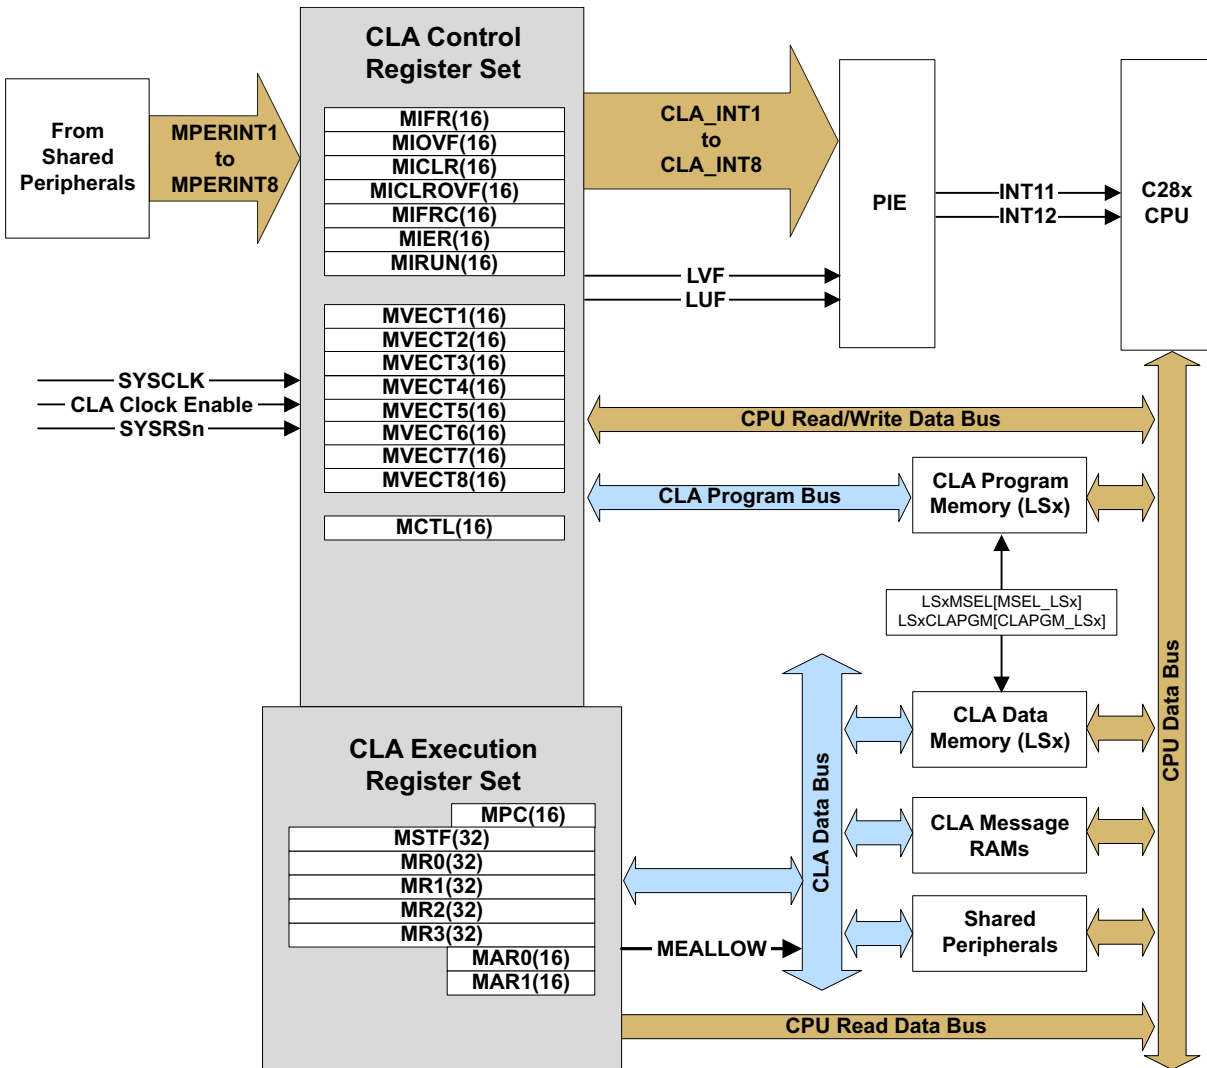 CLA Control
Register Set
MIFR(16)
MIOVF(16)
MICLR(16)
MICLROVF(16)
MIFRC(16)
MIER(16)
MIRUN(16)
MVECT1(16)
MVECT2(16)
MVECT3(16)
MVECT4(16)
MVECT5(16)
MVECT6(16)
MVECT7(16)
MVECT8(16)
MCTL(16)
From
Shared
Peripherals
MPERINT1
to
MPERINT8
CLA_INT1
to
CLA_INT8
PIE
INT11
INT12
C28x
CPU
LVF
LUF
SYSCLK
CLA Clock Enable
SYSRSn
CPU Read/Write Data Bus
CLA Program Bus
CLA Program
Memory (LSx)
LSxMSEL[MSEL_LSx]
LSxCLAPGM[CLAPGM_LSx]
CLA Data
Memory (LSx)
CLA Message
RAMs
Shared
Peripherals
CLA Data Bus
CPU Data Bus
CLA Execution
Register Set
MPC(16)
MSTF(32)
MR0(32)
MR1(32)
MR2(32)
MR3(32)
MAR0(16)
MAR1(16)
MEALLOW
CPU Read Data Bus